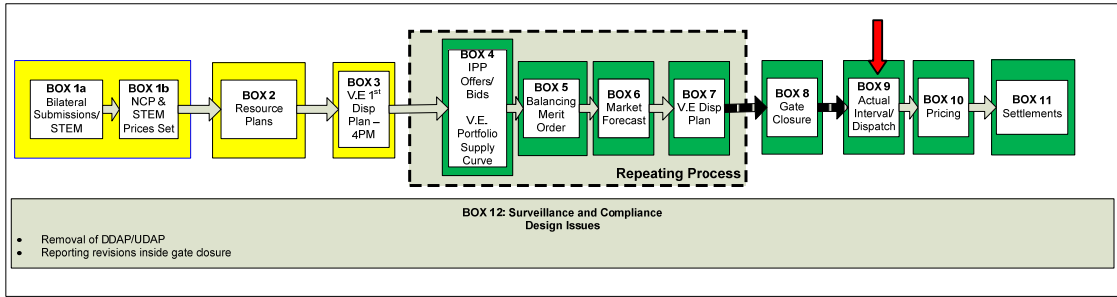 BOX 1a
Bilateral
Submissions/
STEM
BOX 1b
NCP &
STEM
Prices Set
BOX 2
Resource
Plans
BOX 3
V.E 1st
Disp
Plan –
4PM
BOX 4
IPP
Offers/
Bids
V.E.
Portfolio
Supply
Curve
BOX 5
Balancing
Merit
Order
BOX 6
Market
Forecast
BOX 7
V.E Disp
Plan
Repeating Process
BOX 8
Gate
Closure
BOX 9
Actual
Interval/
Dispatch
BOX 10
Pricing
BOX 11
Settlements
BOX 12: Surveillance and Compliance
Design Issues
• Removal of DDAP/UDAP
• Reporting revisions inside gate closure